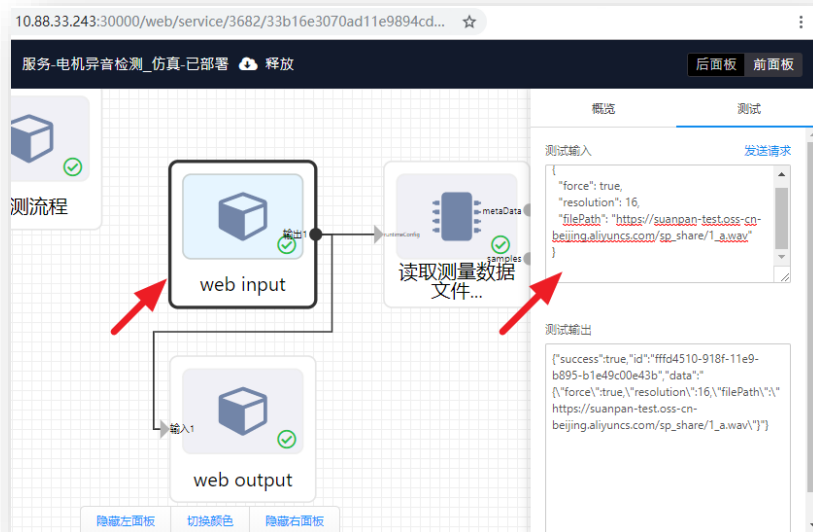 10.88.33.243:30000/web/service/3682/33b16e3070ad11e9894cd...
服务-电机异音检测_仿真-已部署 释放
后面板 前面板
测流程
web input
输出1
runtimeConfig
metaData
samples
读取测量数据
文件...
输入1
web output
隐藏左面板 切换颜色 隐藏右面板
概览 测试
测试输入 发送请求
{
"force": true,
"resolution": 16,
"filePath": "https://suanpan-test.oss-cn-
beijing.aliyuncs.com/sp_share/1_a.wav"
}
测试输出
{"success":true,"id":"fffd4510-918f-11e9-
b895-b1e49c00e43b","data":"
{\"force\":true,\"resolution\":16,\"filePath\":\"
https://suanpan-test.oss-cn-
beijing.aliyuncs.com/sp_share/1_a.wav\"}"}